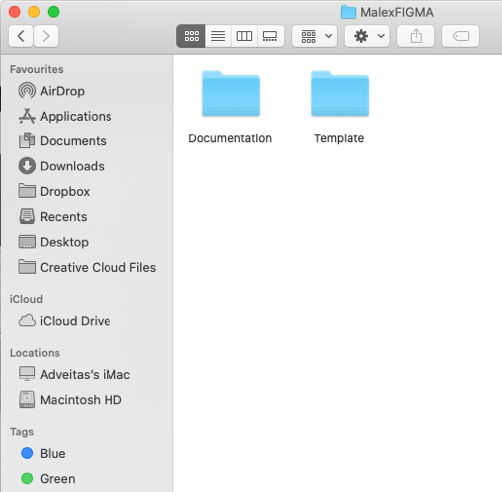 MalexFIGMA
Favourites
AirDrop
Applications
Documents
Downloads
Dropbox
Recents
Desktop
Creative Cloud Files
iCloud
iCloud Drive
Locations
Adveitas's iMac
Macintosh HD
Tags
Blue
Green
Documentation
Template